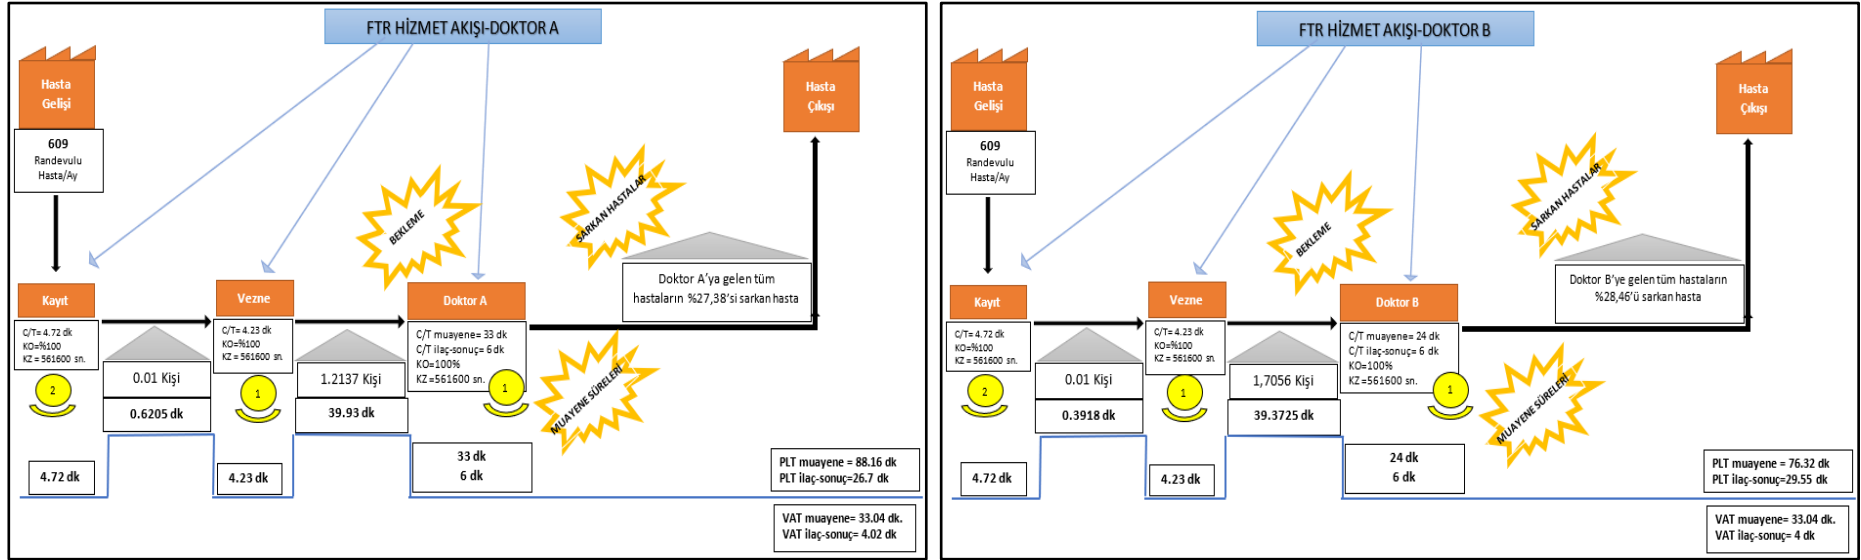 FTR HİZMET AKIŞI-DOKTOR A
Hasta
Gelişi
609
Randevulu
Hasta/Ay
Hasta
Çıkışı
BEKLEME
SARKAN HASTALAR
Doktor A'ya gelen tüm
hastaların %27,38'si sarkan hasta
Kayıt
C/T= 4.72 dk
KO=%100
KZ = 561600 sn.
2
0.01 Kişi
0.6205 dk
Vezne
C/T= 4.23 dk
KO=%100
KZ = 561600 sn.
1
1.2137 Kişi
39.93 dk
Doktor A
C/T muayene= 33 dk
C/T ilaç-sonuç= 6 dk
KO=100%
KZ =561600 sn.
1
MUAYENE SÜRELERİ
4.72 dk
4.23 dk
33 dk
6 dk
PLT muayene = 88.16 dk
PLT ilaç-sonuç=26.7 dk
VAT muayene= 33.04 dk.
VAT ilaç-sonuç= 4.02 dk
FTR HİZMET AKIŞI-DOKTOR B
Hasta
Gelişi
609
Randevulu
Hasta/Ay
Hasta
Çıkışı
BEKLEME
SARKAN HASTALAR
Doktor B'ye gelen tüm hastaların
%28,46'ü sarkan hasta
Kayıt
C/T= 4.72 dk
KO=%100
KZ = 561600 sn.
2
0.01 Kişi
0.3918 dk
Vezne
C/T= 4.23 dk
KO=%100
KZ = 561600 sn.
1
1,7056 Kişi
39.3725 dk
Doktor B
C/T muayene= 24 dk
C/T ilaç-sonuç= 6 dk
KO=100%
KZ=561600 sn.
1
MUAYENE SÜRELERİ
4.72 dk
4.23 dk
24 dk
6 dk
PLT muayene = 76.32 dk
PLT ilaç-sonuç=29.55 dk
VAT muayene= 33.04 dk.
VAT ilaç-sonuç= 4 dk